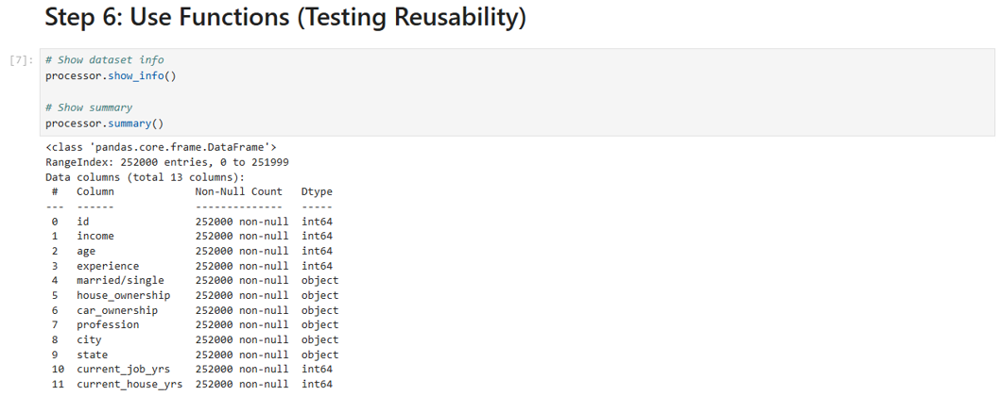 Step 6: Use Functions (Testing Reusability)
[7]:
# Show dataset info
processor.show_info()
# Show summary
processor.summary()
<class 'pandas.core.frame.DataFrame'>
RangeIndex: 252000 entries, 0 to 251999
Data columns (total 13 columns):
 #   Column             Non-Null Count   Dtype
---  ------             --------------   -----
 0   id                 252000 non-null  int64
 1   income             252000 non-null  int64
 2   age                252000 non-null  int64
 3   experience         252000 non-null  int64
 4   married/single     252000 non-null  object
 5   house_ownership    252000 non-null  object
 6   car_ownership      252000 non-null  object
 7   profession         252000 non-null  object
 8   city               252000 non-null  object
 9   state              252000 non-null  object
 10  current_job_yrs    252000 non-null  int64
 11  current_house_yrs  252000 non-null  int64